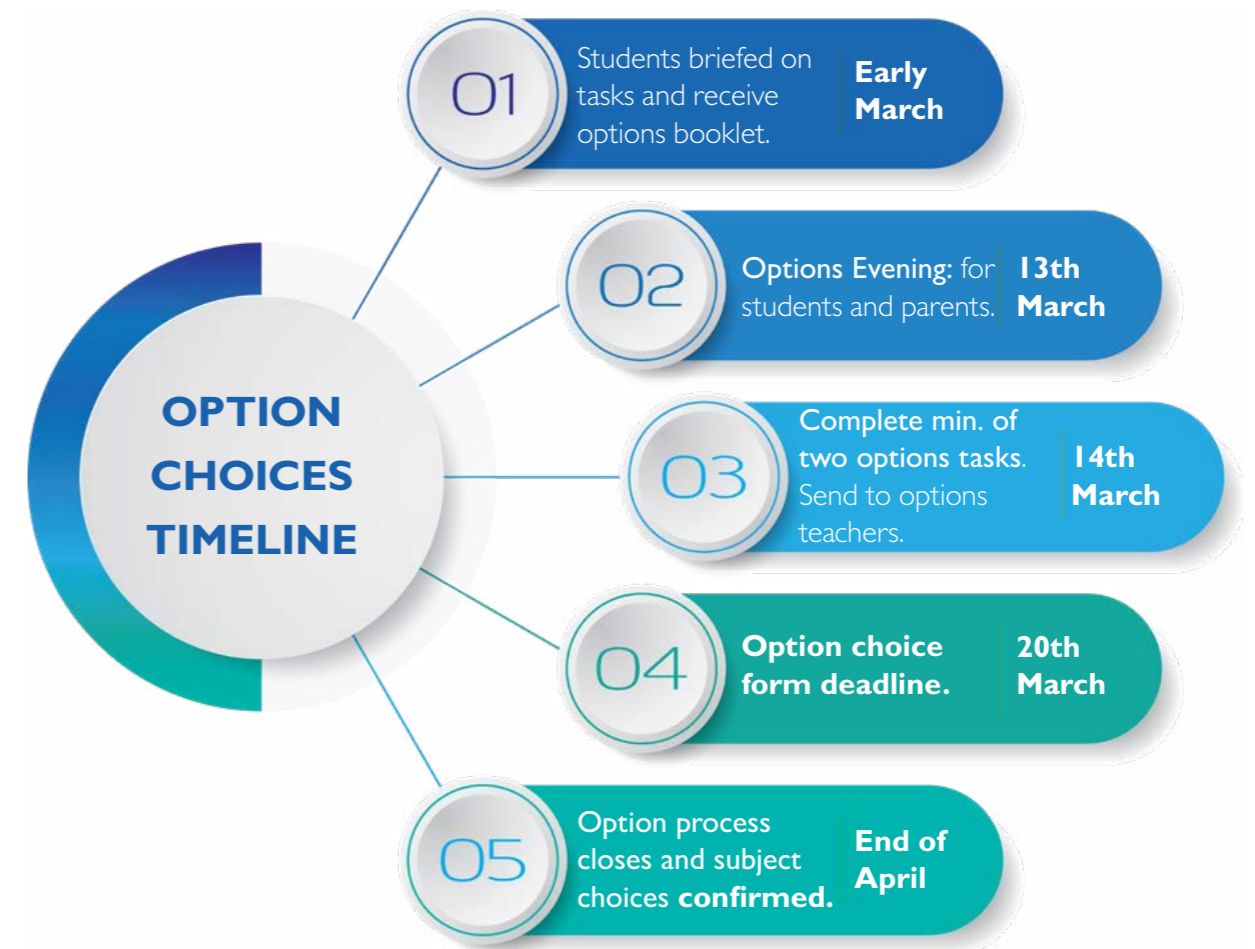 OPTION
CHOICES
TIMELINE
01
Students briefed on
tasks and receive
options booklet.
Early
March
02
Options Evening: for
students and parents.
13th
March
03
Complete min. of
two options tasks.
Send to options
teachers.
14th
March
04
Option choice
form deadline.
20th
March
05
Option process
closes and subject
choices confirmed.
End of
April